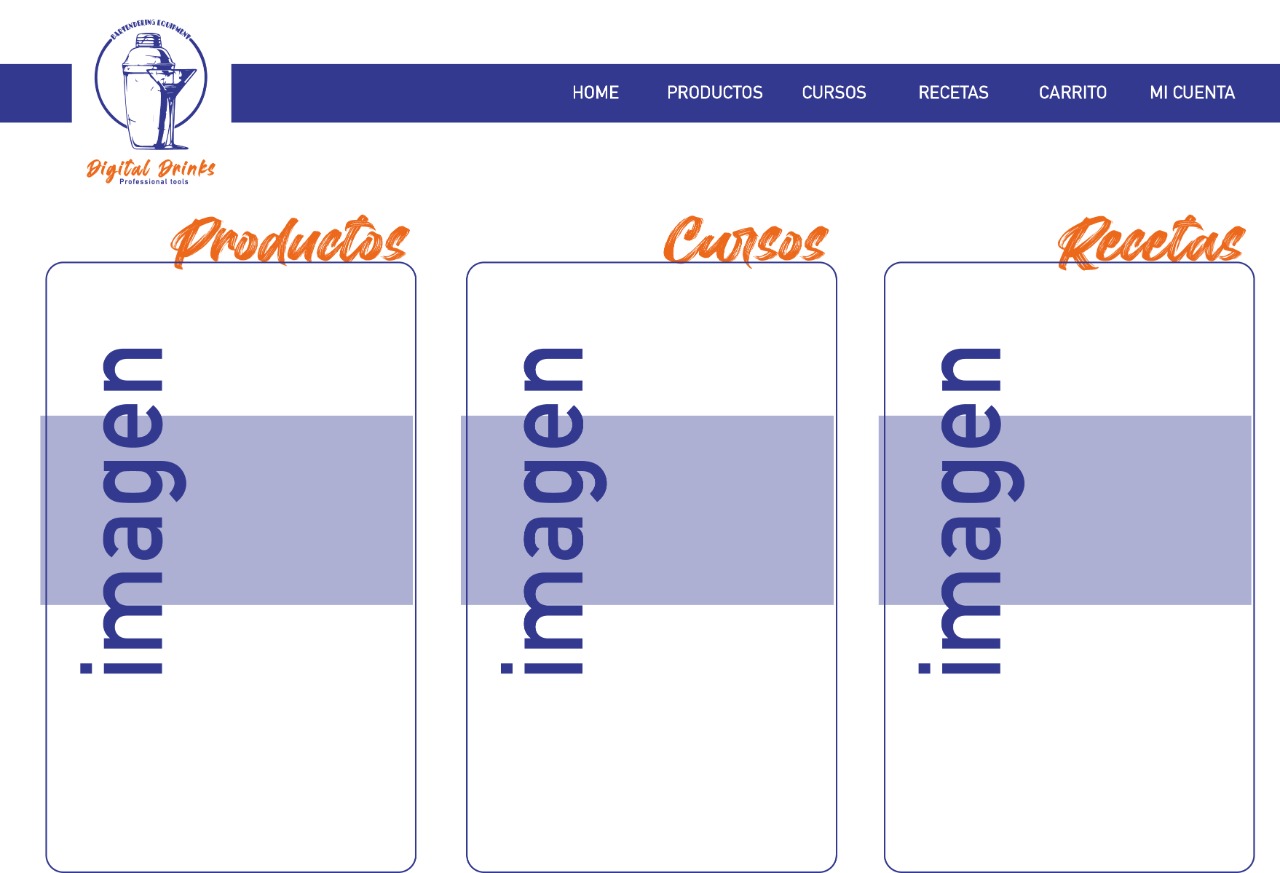 BARTENDERING EQUIPMENT
Digital Drinks
Professional tools
HOME PRODUCTOS CURSOS RECETAS CARRITO MI CUENTA
Productos
Cursos
Recetas
imagen
imagen
imagen